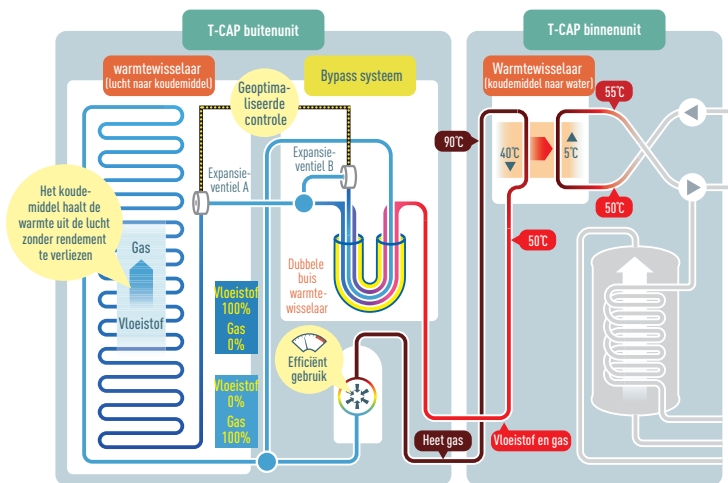 T-CAP buitenunit
T-CAP binnenunit
warmtewisselaar
(lucht naar koudemiddel)
Bypass systeem
Warmtewisselaar
(koudemiddel naar water)
Geoptima-
liseerde
controle
55°C
90°C
40°C
5°C
Expansie-
ventiel A
Expansie-
ventiel B
Het koude-
middel haalt de
warmte uit de lucht
zonder rendement
te verliezen
50°C
50°C
Gas
Vloeistof
Dubbele
buis
warmte-
wisselaar
Vloeistof
100%
Gas
0%
Efficiënt
gebruik
Vloeistof
0%
Gas
100%
Heet gas
Vloeistof en gas